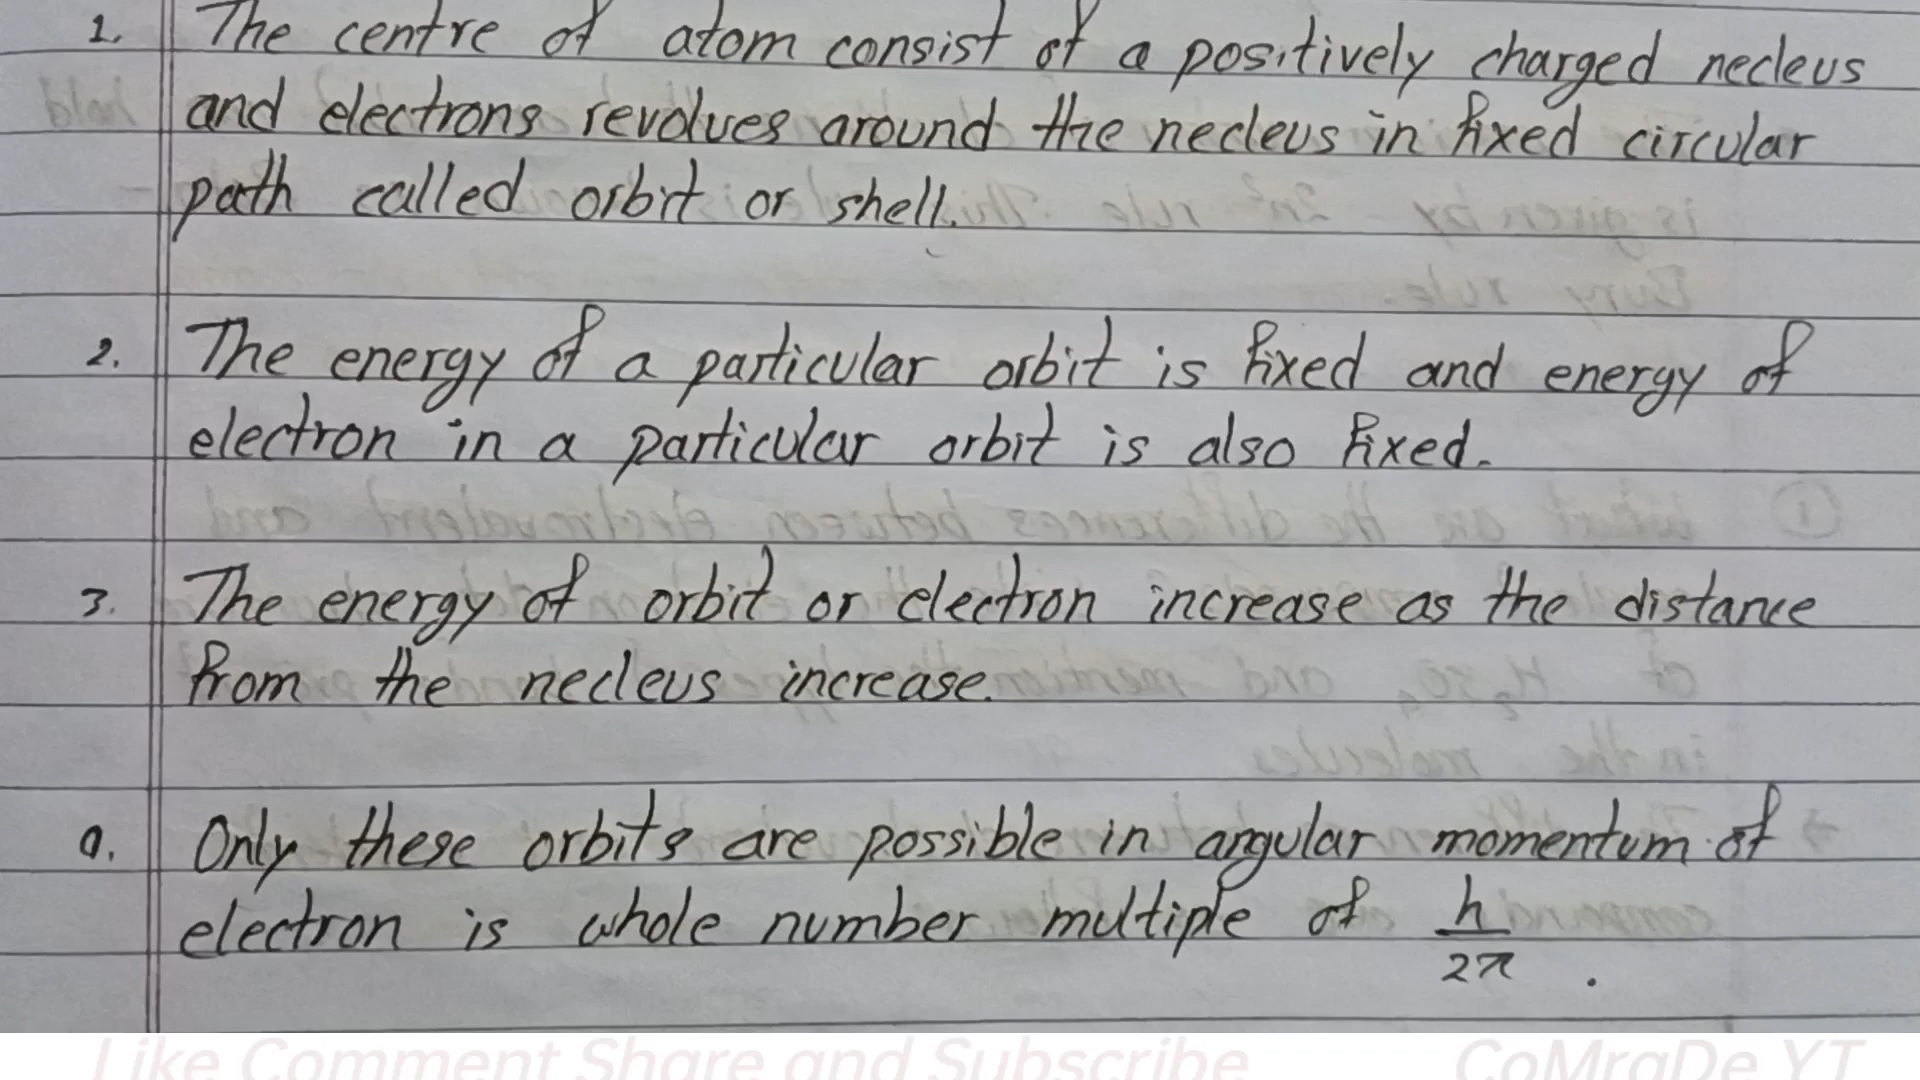 1. The centre of atom consist of a positively charged necleus
and electrons revolves around the necleus in fixed circular
path called orbit or shell.
2. The energy of a particular orbit is fixed and energy of
electron in a particular orbit is also fixed.
3. The energy of orbit or electron increase as the distance
from the necleus increase.
0. Only these orbits are possible in angular momentum of
electron is whole number multiple of h/2π .
Like Comment Share and Subscribe CoMraDe YT